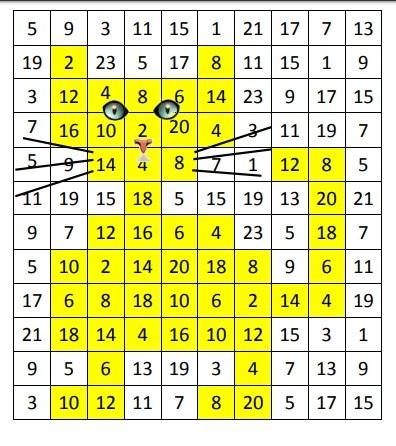 5 9 3 11 15 1 21 17 7 13
19 2 23 5 17 8 11 15 1 9
3 12 4 8 6 14 23 9 17 15
7 16 10 2 20 4 3 11 19 7
5 9 14 4 8 7 1 12 8 5
11 19 15 18 5 15 19 13 20 21
9 7 12 16 6 4 23 5 18 7
5 10 2 14 20 18 8 9 6 11
17 6 8 18 10 6 2 14 4 19
21 18 14 4 16 10 12 15 3 1
9 5 6 13 19 3 4 7 13 9
3 10 12 11 7 8 20 5 17 15